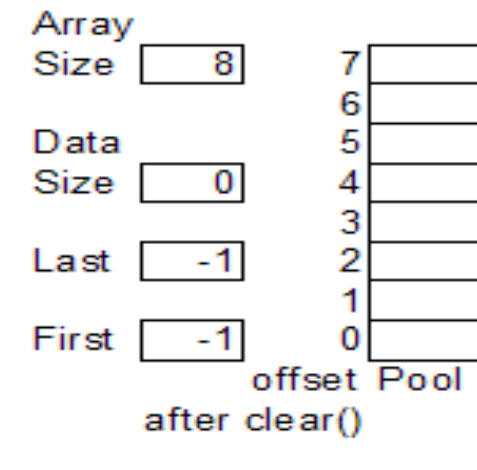 Array
Size 8 7
6
Data 5
Size 0 4
3
Last -1 2
1
First -1 0
offset Pool
after clear()